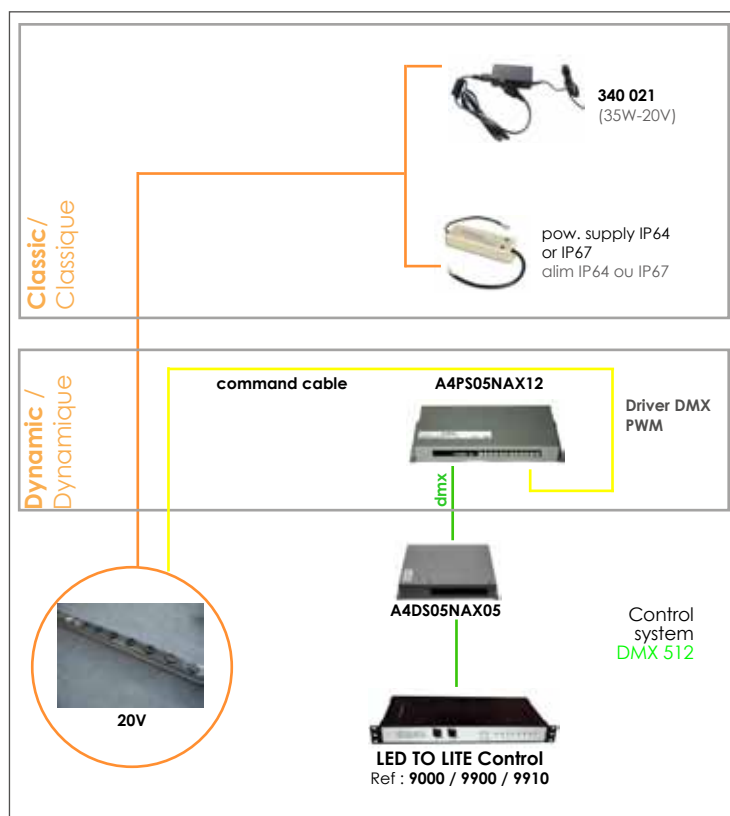 340 021
(35W-20V)
Classic /
Classique
pow. supply IP64
or IP67
alim IP64 ou IP67
Dynamic /
Dynamique
command cable
A4PS05NAX12
Driver DMX
PWM
dmx
A4DS05NAX05
Control
system
DMX 512
20V
LED TO LITE Control
Ref : 9000 / 9900 / 9910